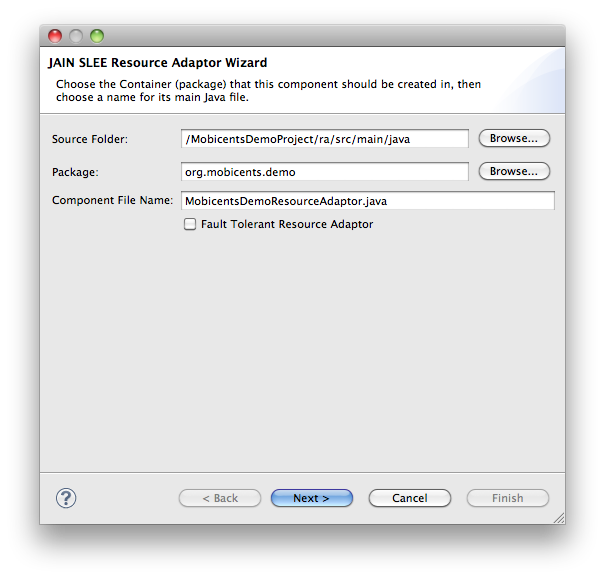 JAIN SLEE Resource Adaptor Wizard
Choose the Container (package) that this component should be created in, then
choose a name for its main Java file.
Source Folder: /MobicentsDemoProject/ra/src/main/java Browse...
Package: org.mobicents.demo Browse...
Component File Name: MobicentsDemoResourceAdaptor.java
Fault Tolerant Resource Adaptor
? < Back Next > Cancel Finish